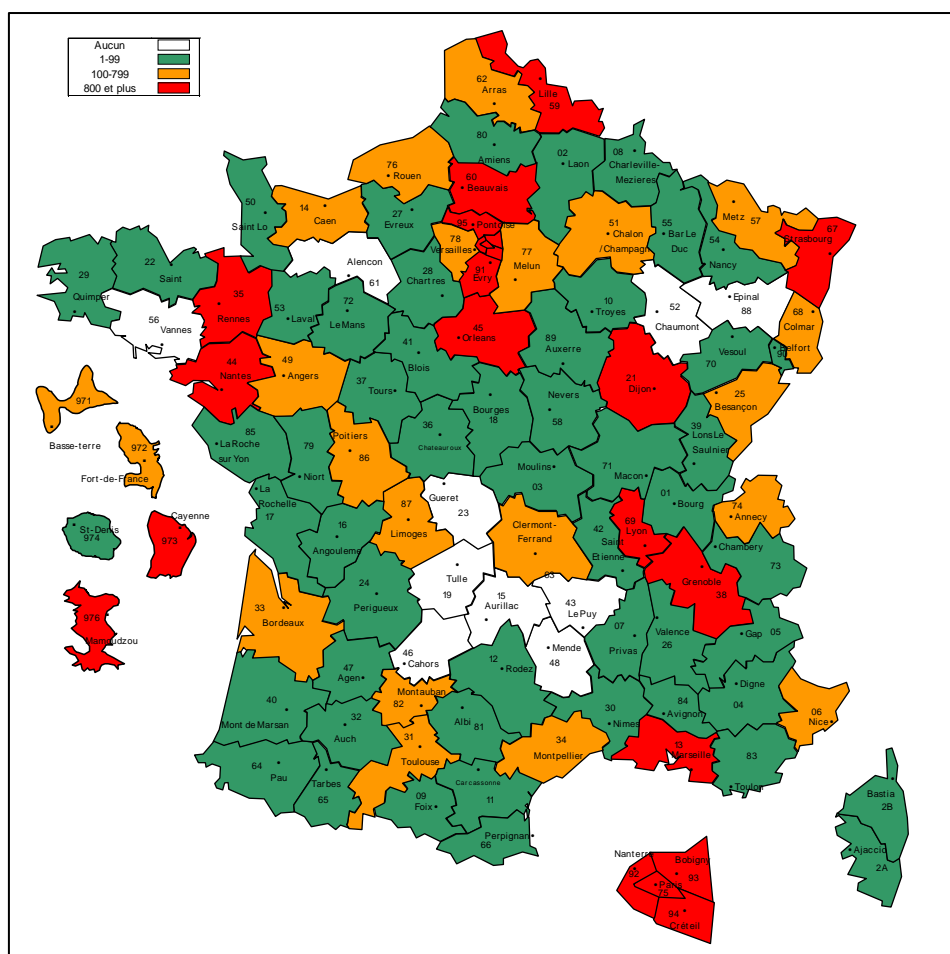 Aucun
1-99
100-799
800 et plus
62
Arras
Lille
59
80
Amiens
02
Laon
08
Charleville-
Mezieres
76
Rouen
60
Beauvais
50
Saint Lo
14
Caen
27
Evreux
95
Pontoise
78
Versailles
91
Evry
77
Melun
51
Chalon
/Champagn
55
Bar Le
Duc
54
Nancy
Metz
57
67
Strasbourg
29
Quimper
22
Saint
56
Vannes
35
Rennes
53
Laval
Alencon
61
72
Le Mans
28
Chartres
45
Orleans
10
Troyes
52
Chaumont
Epinal
88
68
Colmar
Belfort
90
Vesoul
70
44
Nantes
49
Angers
37
Tours
41
Blois
89
Auxerre
21
Dijon
25
Besançon
971
Basse-terre
972
Fort-de-France
St-Denis
974
Cayenne
973
976
Mamoudzou
85
La Roche
sur Yon
79
Niort
Poitiers
86
36
Chateauroux
Bourges
18
Nevers
58
39
Lons Le
Saulnier
Moulins
03
71
Macon
01
Bourg
74
Annecy
La
Rochelle
17
16
Angouleme
87
Limoges
Gueret
23
Clermont-
Ferrand
63
42
Saint
Etienne
69
Lyon
Chambery
73
Grenoble
38
33
Bordeaux
24
Perigueux
Tulle
19
15
Aurillac
43
Le Puy
Mende
48
07
Privas
Valence
26
Gap
05
46
Cahors
12
Rodez
47
Agen
Montauban
82
Albi
81
30
Nimes
84
Avignon
Digne
04
06
Nice
40
Mont de Marsan
32
Auch
31
Toulouse
34
Montpellier
13
Marseille
83
Toulon
64
Pau
Tarbes
65
09
Foix
Carcassonne
11
Perpignan
66
Bastia
2B
Ajaccio
2A
Nanterre
92
Bobigny
93
Paris
75
94
Créteil